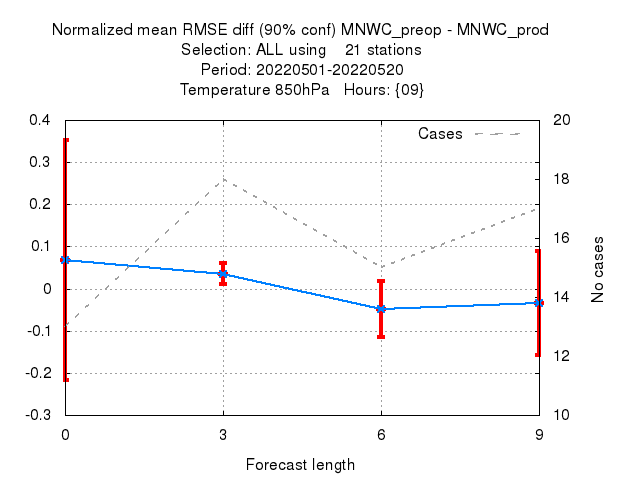 Normalized mean RMSE diff (90% conf) MNWC_preop - MNWC_prod
Selection: ALL using    21 stations
Period: 20220501-20220520
Temperature 850hPa   Hours: {09}
Cases
0.4
0.3
0.2
0.1
0
-0.1
-0.2
-0.3
20
18
16
14
12
10
No cases
0
3
6
9
Forecast length